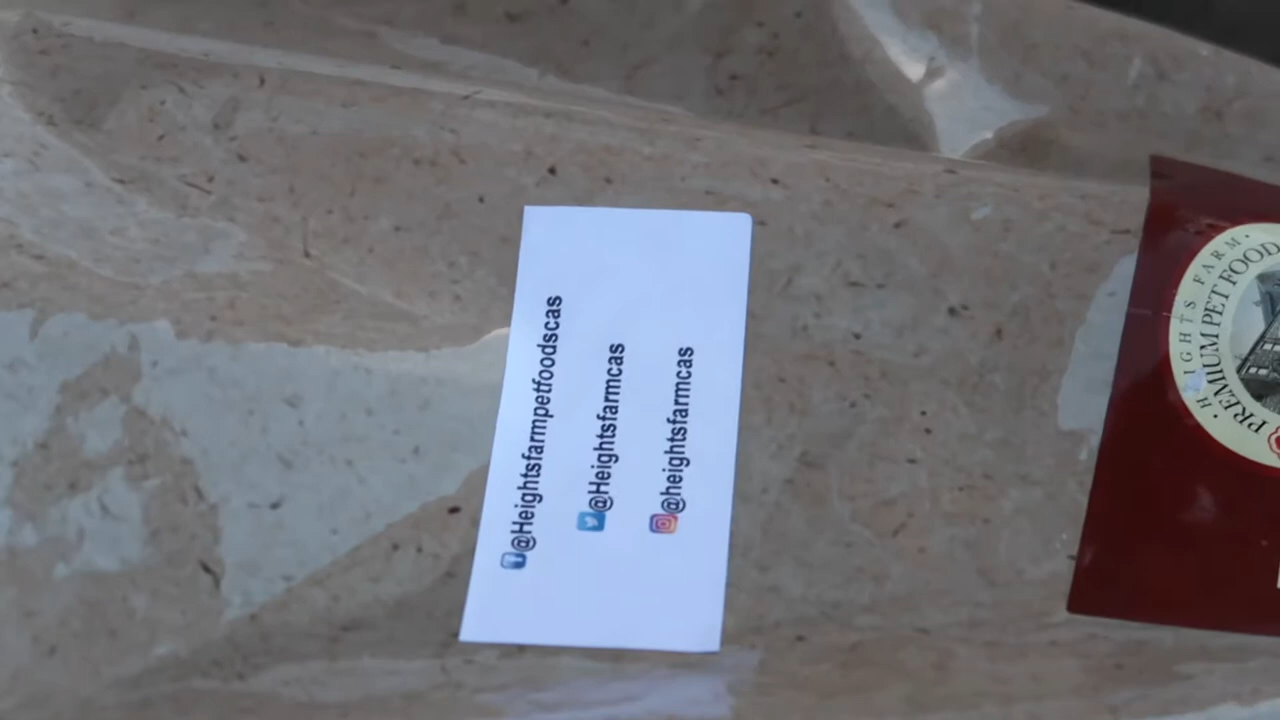 @Heightsfarmpetfoodscas
@Heightsfarmcas
@heightsfarmcas
· HEIGHTS FARM ·
· PREMIUM PET FOOD